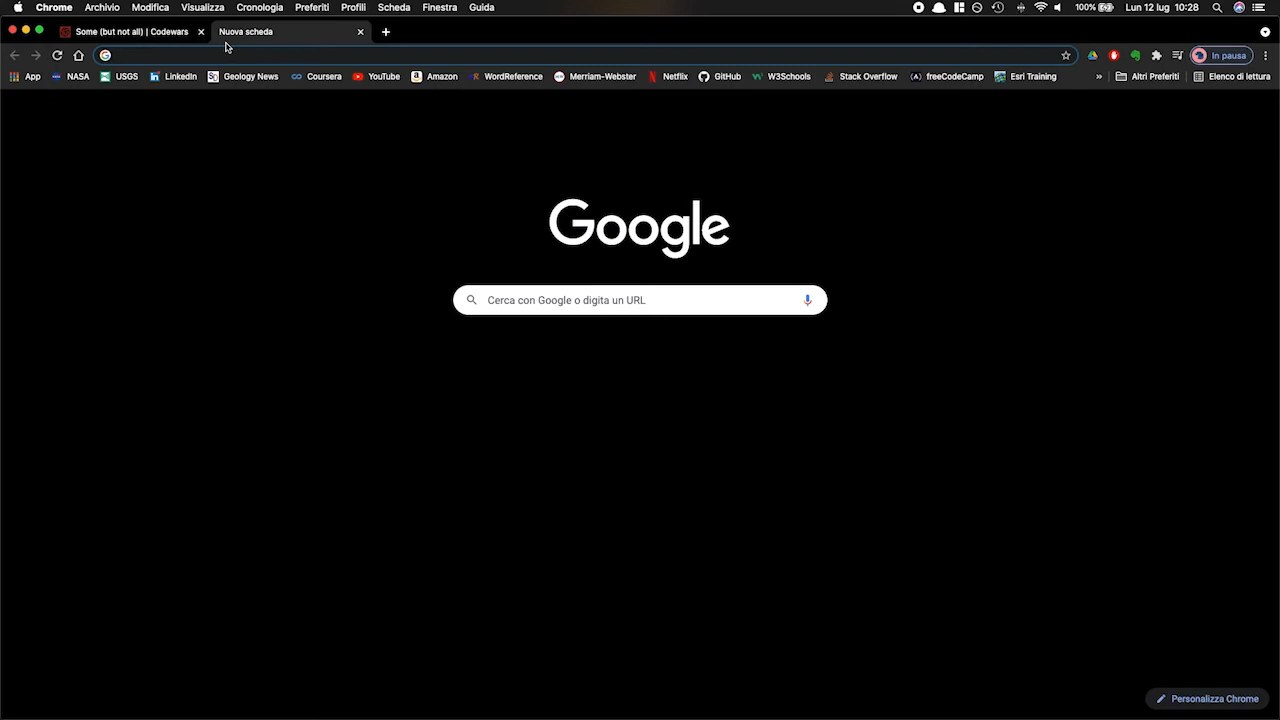 Chrome Archivio Modifica Visualizza Cronologia Preferiti Profili Scheda Finestra Guida 100% Lun 12 lug 10:28
Some (but not all) | Codewars Nuova scheda
In pausa
App NASA USGS LinkedIn Geology News Coursera YouTube Amazon WordReference Merriam-Webster Netflix GitHub W3Schools Stack Overflow freeCodeCamp Esri Training » Altri Preferiti Elenco di lettura
Google
Cerca con Google o digita un URL
Personalizza Chrome